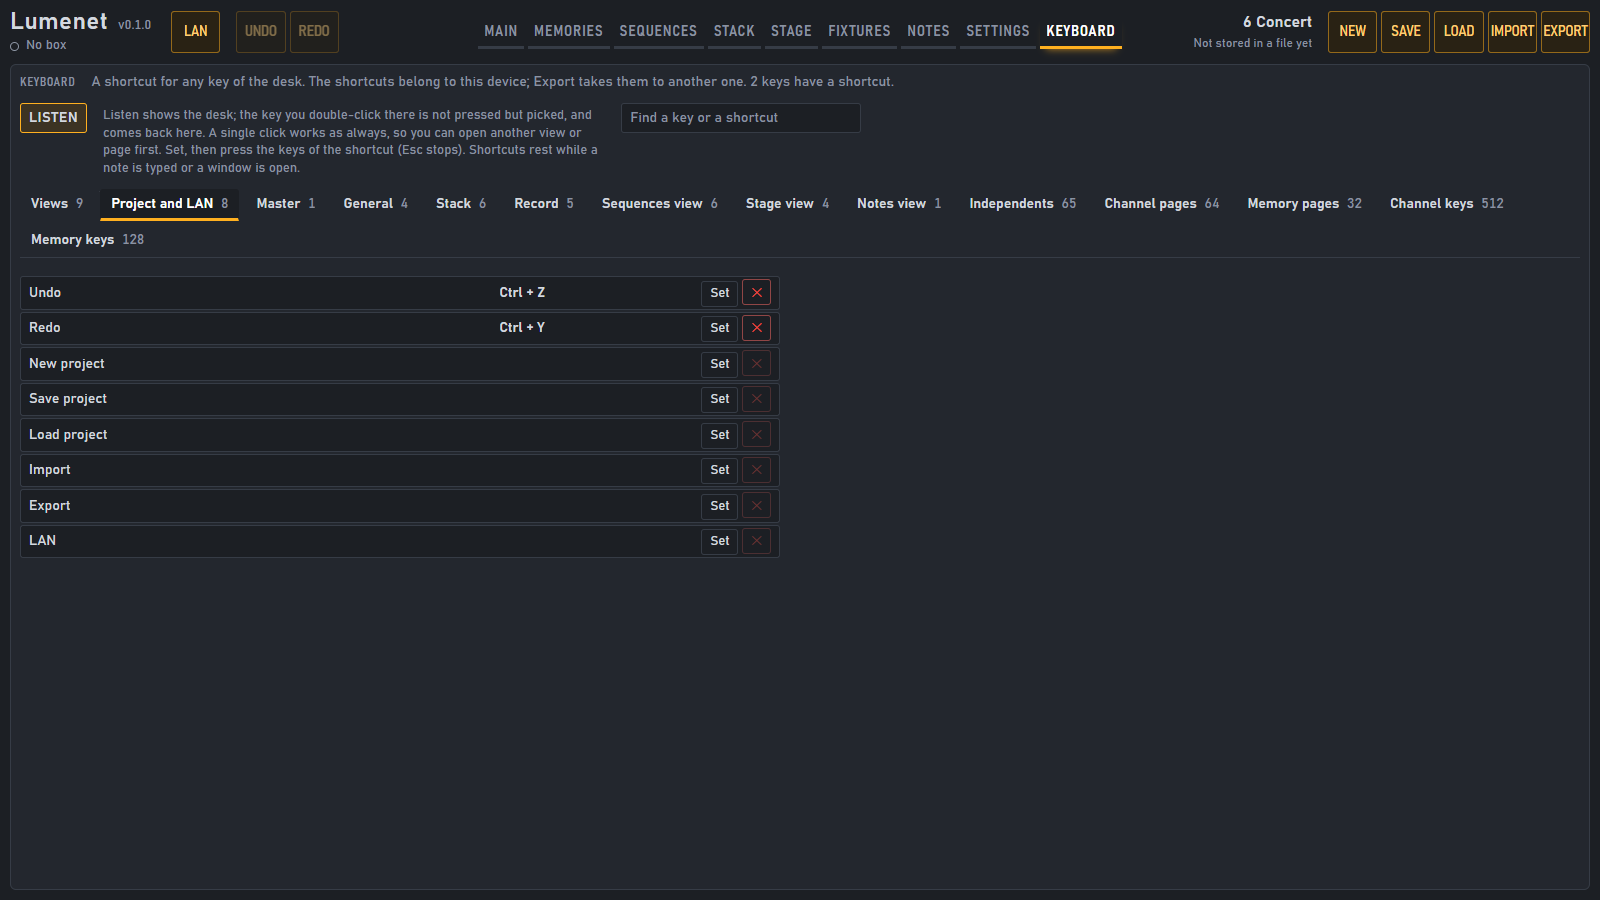 Lumenet v0.1.0
No box
LAN
UNDO REDO
MAIN MEMORIES SEQUENCES STACK STAGE FIXTURES NOTES SETTINGS KEYBOARD
6 Concert
Not stored in a file yet
NEW SAVE LOAD IMPORT EXPORT
KEYBOARD A shortcut for any key of the desk. The shortcuts belong to this device; Export takes them to another one. 2 keys have a shortcut.
LISTEN
Listen shows the desk; the key you double-click there is not pressed but picked, and
comes back here. A single click works as always, so you can open another view or
page first. Set, then press the keys of the shortcut (Esc stops). Shortcuts rest while a
note is typed or a window is open.
Find a key or a shortcut
Views 9 Project and LAN 8 Master 1 General 4 Stack 6 Record 5 Sequences view 6 Stage view 4 Notes view 1 Independents 65 Channel pages 64 Memory pages 32 Channel keys 512
Memory keys 128
Undo Ctrl + Z Set
Redo Ctrl + Y Set
New project Set
Save project Set
Load project Set
Import Set
Export Set
LAN Set